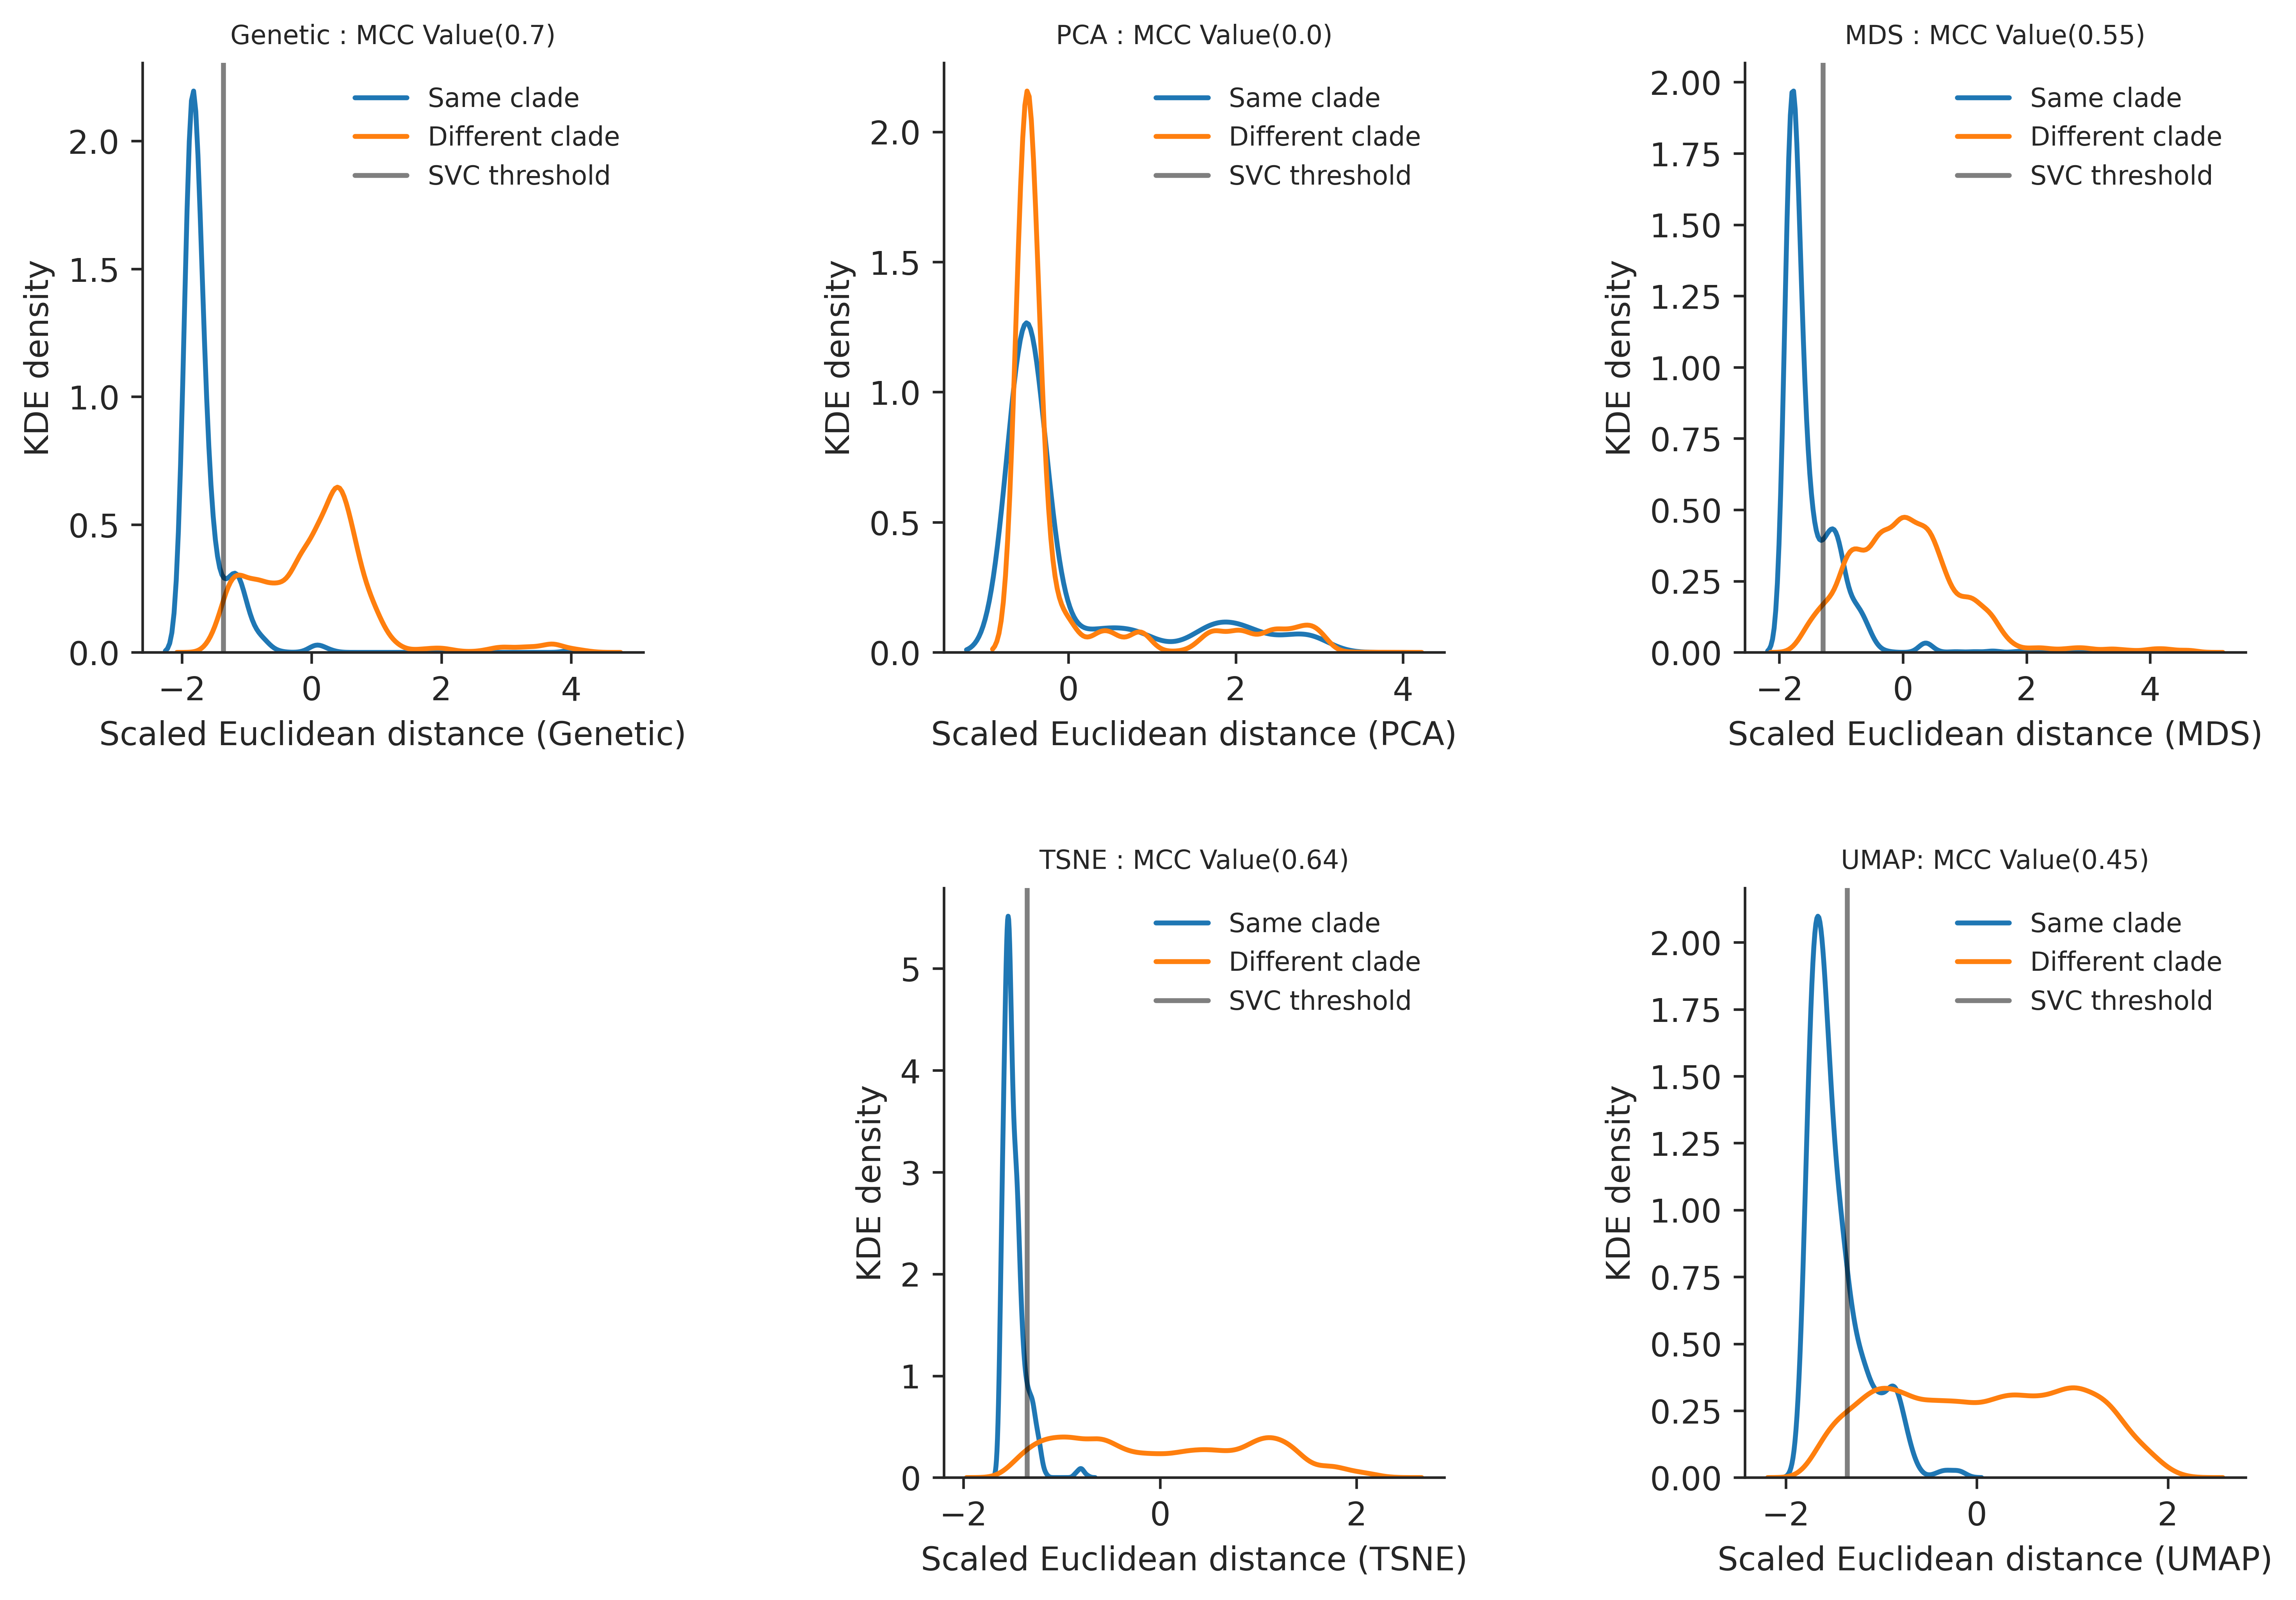 Genetic : MCC Value(0.7)
Same clade
Different clade
SVC threshold
2.0
1.5
1.0
0.5
0.0
KDE density
−2 0 2 4
Scaled Euclidean distance (Genetic)
PCA : MCC Value(0.0)
Same clade
Different clade
SVC threshold
2.0
1.5
1.0
0.5
0.0
KDE density
0 2 4
Scaled Euclidean distance (PCA)
MDS : MCC Value(0.55)
Same clade
Different clade
SVC threshold
2.00
1.75
1.50
1.25
1.00
0.75
0.50
0.25
0.00
KDE density
−2 0 2 4
Scaled Euclidean distance (MDS)
TSNE : MCC Value(0.64)
Same clade
Different clade
SVC threshold
5
4
3
2
1
0
KDE density
−2 0 2
Scaled Euclidean distance (TSNE)
UMAP: MCC Value(0.45)
Same clade
Different clade
SVC threshold
2.00
1.75
1.50
1.25
1.00
0.75
0.50
0.25
0.00
KDE density
−2 0 2
Scaled Euclidean distance (UMAP)